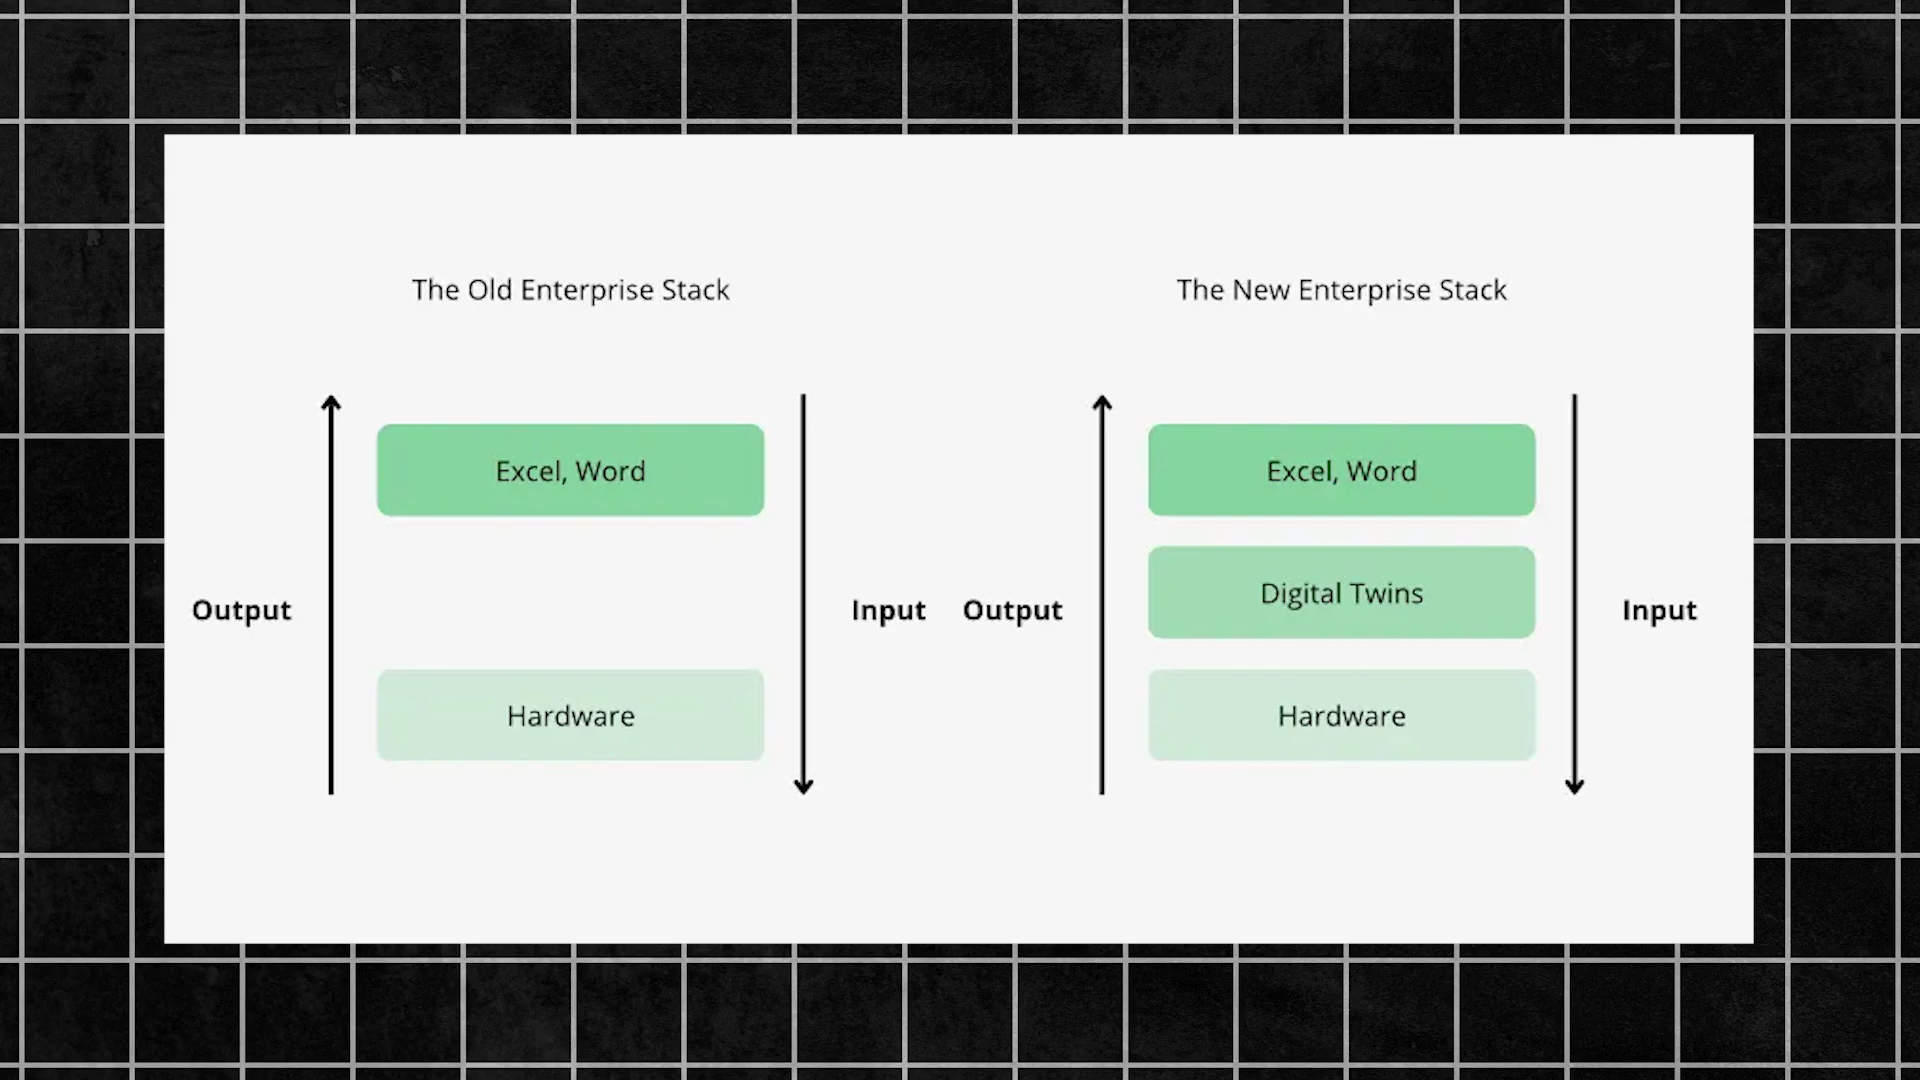 The Old Enterprise Stack
Excel, Word
Output
Input
Hardware
The New Enterprise Stack
Excel, Word
Digital Twins
Output
Input
Hardware